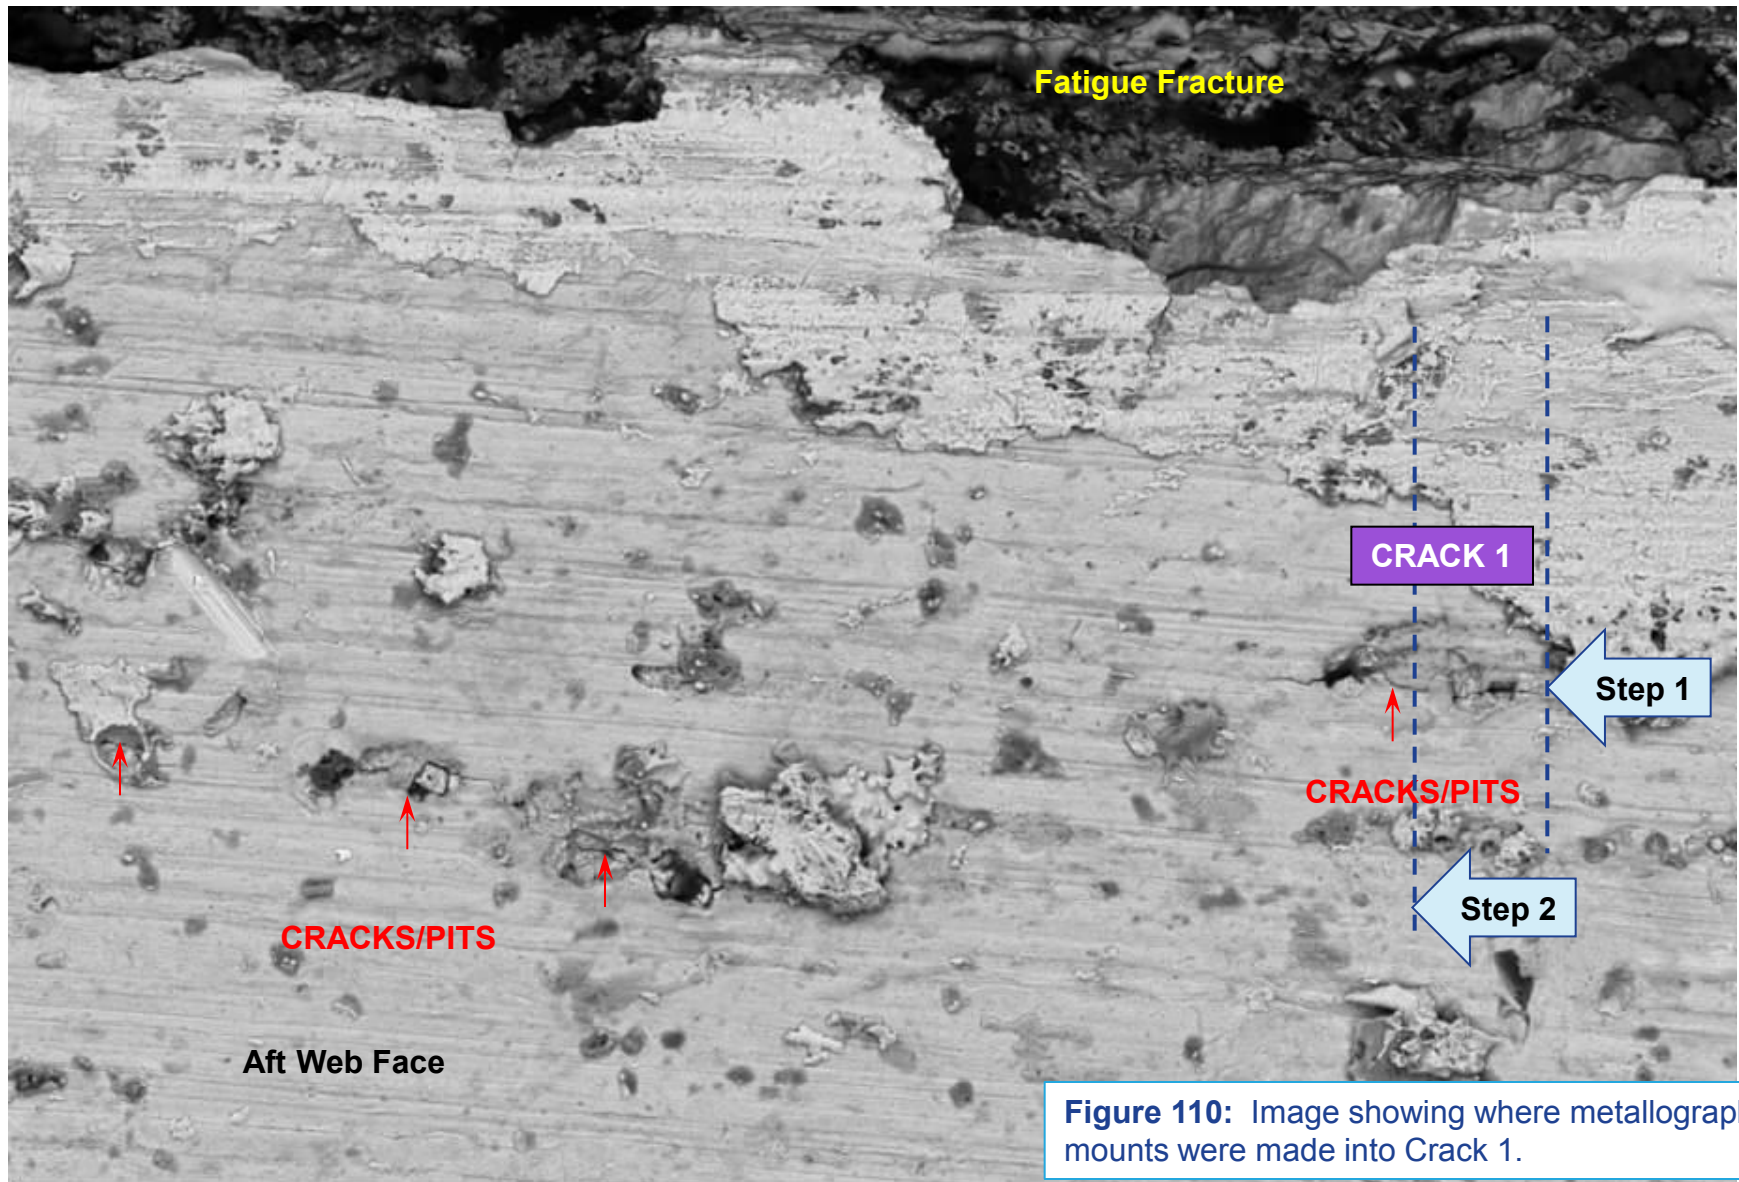 Fatigue Fracture
CRACK 1
Step 1
CRACKS/PITS
Step 2
CRACKS/PITS
Aft Web Face
Figure 110: Image showing where metallograph
mounts were made into Crack 1.